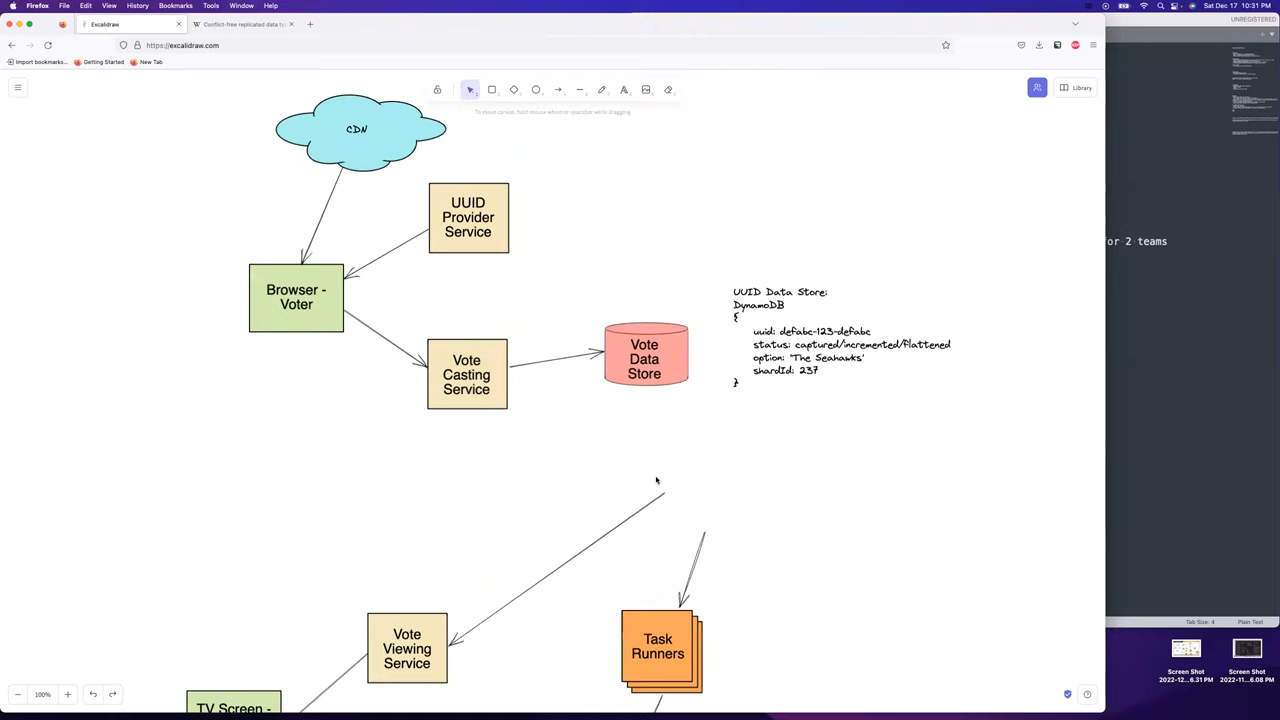 Firefox File Edit View History Bookmarks Tools Window Help
Sat Dec 17 10:31 PM
Excalidraw
Conflict-free replicated data ty
UNREGISTERED
https://excalidraw.com
Import bookmarks...
Getting Started
New Tab
Library
To move canvas, hold mouse wheel or spacebar while dragging
CDN
UUID
Provider
Service
Browser -
Voter
Vote
Casting
Service
Vote
Data
Store
UUID Data Store:
DynamoDB
{
uuid: defabc-123-defabc
status: captured/incremented/flattened
option: 'The Seahawks'
shardId: 237
}
or 2 teams
Vote
Viewing
Service
Task
Runners
TV Screen -
100%
Tab Size: 4
Plain Text
Screen Shot
2022-12...6.31 PM
Screen Shot
2022-11...6.08 PM